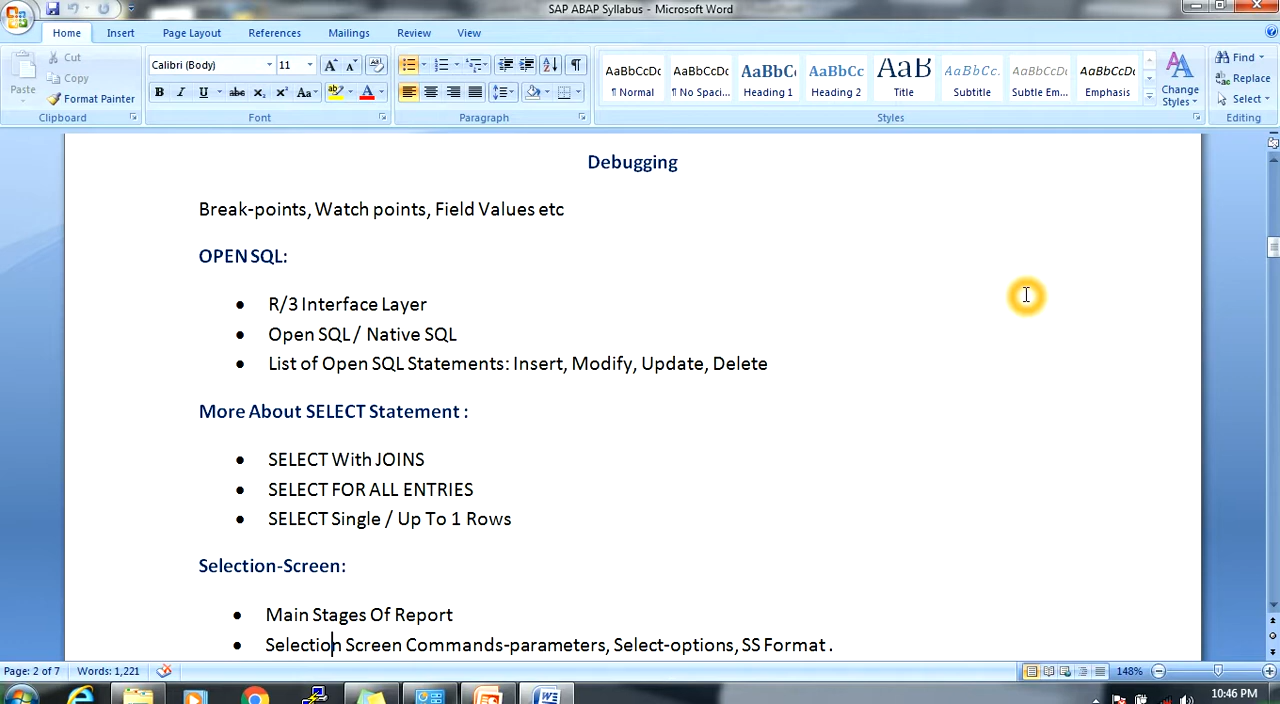 SAP ABAP Syllabus - Microsoft Word
Home Insert Page Layout References Mailings Review View
Paste
Cut
Copy
Format Painter
Clipboard
Calibri (Body) 11
Font
Paragraph
AaBbCcDc AaBbCcDc AaBbCc AaBbCc AaB AaBbCc. AaBbCcDc AaBbCcDc
¶ Normal ¶ No Spaci... Heading 1 Heading 2 Title Subtitle Subtle Em... Emphasis
Change Styles
Styles
Find
Replace
Select
Editing
Debugging
Break-points, Watch points, Field Values etc
OPEN SQL:
• R/3 Interface Layer
• Open SQL / Native SQL
• List of Open SQL Statements: Insert, Modify, Update, Delete
More About SELECT Statement :
• SELECT With JOINS
• SELECT FOR ALL ENTRIES
• SELECT Single / Up To 1 Rows
Selection-Screen:
• Main Stages Of Report
• Selection Screen Commands-parameters, Select-options, SS Format .
Page: 2 of 7 Words: 1,221 148%
10:46 PM